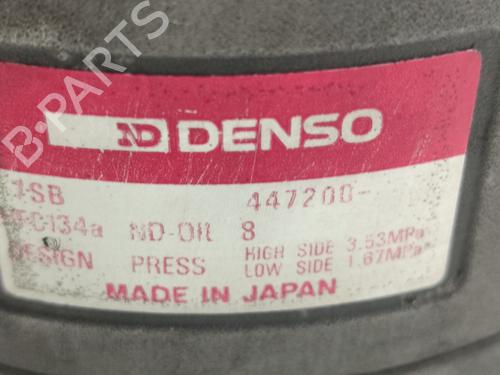 B-PARTS
ND DENSO
447200-
HFC134a ND-OIL 8
DESIGN PRESS HIGH SIDE 3.53MPa
LOW SIDE 1.67MPa
MADE IN JAPAN